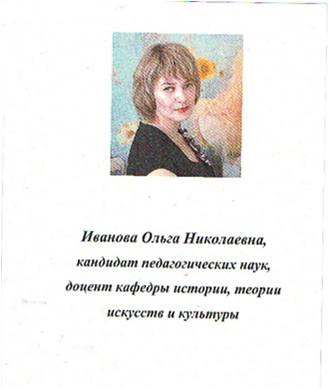 Иванова Ольга Николаевна,
кандидат педагогических наук,
доцент кафедры истории, теории
искусств и культуры